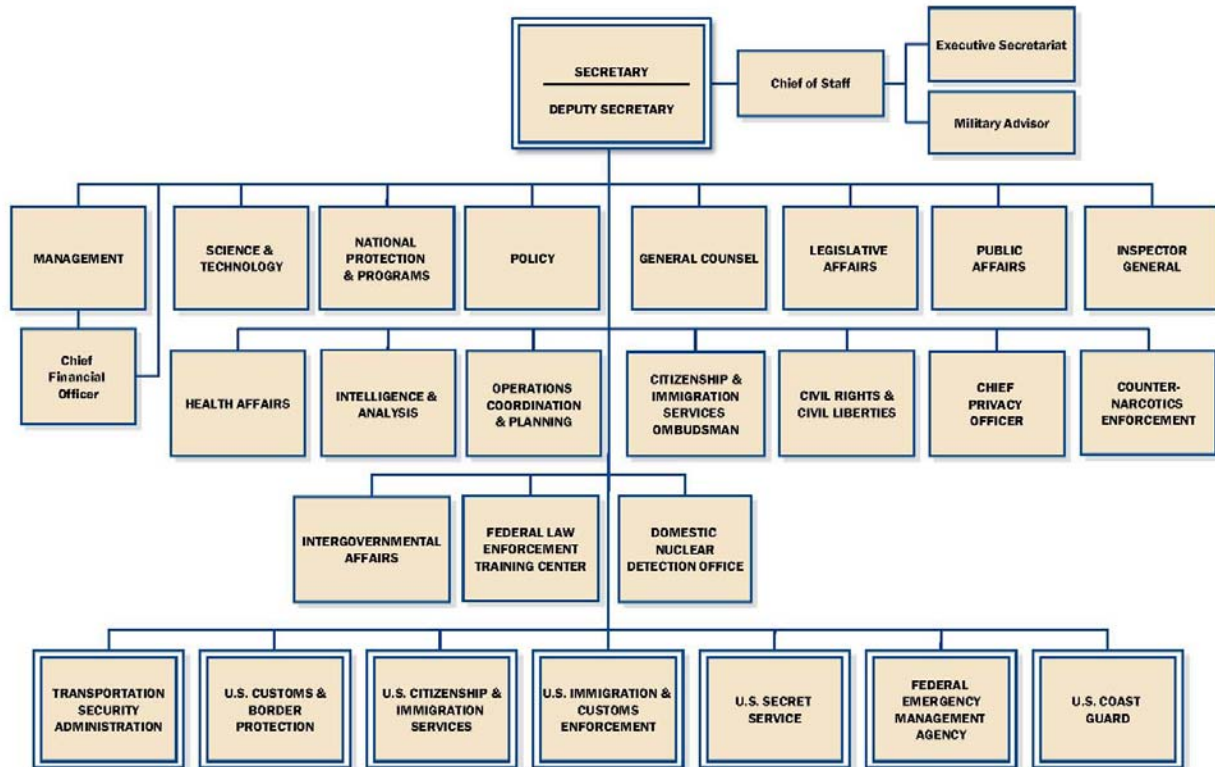 SECRETARY
DEPUTY SECRETARY
Chief of Staff
Executive Secretariat
Military Advisor
MANAGEMENT
SCIENCE &
TECHNOLOGY
NATIONAL
PROTECTION
& PROGRAMS
POLICY
GENERAL COUNSEL
LEGISLATIVE
AFFAIRS
PUBLIC
AFFAIRS
INSPECTOR
GENERAL
Chief
Financial
Officer
HEALTH AFFAIRS
INTELLIGENCE &
ANALYSIS
OPERATIONS
COORDINATION
& PLANNING
CITIZENSHIP &
IMMIGRATION
SERVICES
OMBUDSMAN
CIVIL RIGHTS &
CIVIL LIBERTIES
CHIEF
PRIVACY
OFFICER
COUNTER-
NARCOTICS
ENFORCEMENT
INTERGOVERNMENTAL
AFFAIRS
FEDERAL LAW
ENFORCEMENT
TRAINING CENTER
DOMESTIC
NUCLEAR
DETECTION OFFICE
TRANSPORTATION
SECURITY
ADMINISTRATION
U.S. CUSTOMS &
BORDER
PROTECTION
U.S. CITIZENSHIP &
IMMIGRATION
SERVICES
U.S. IMMIGRATION &
CUSTOMS
ENFORCEMENT
U.S. SECRET
SERVICE
FEDERAL
EMERGENCY
MANAGEMENT
AGENCY
U.S. COAST
GUARD